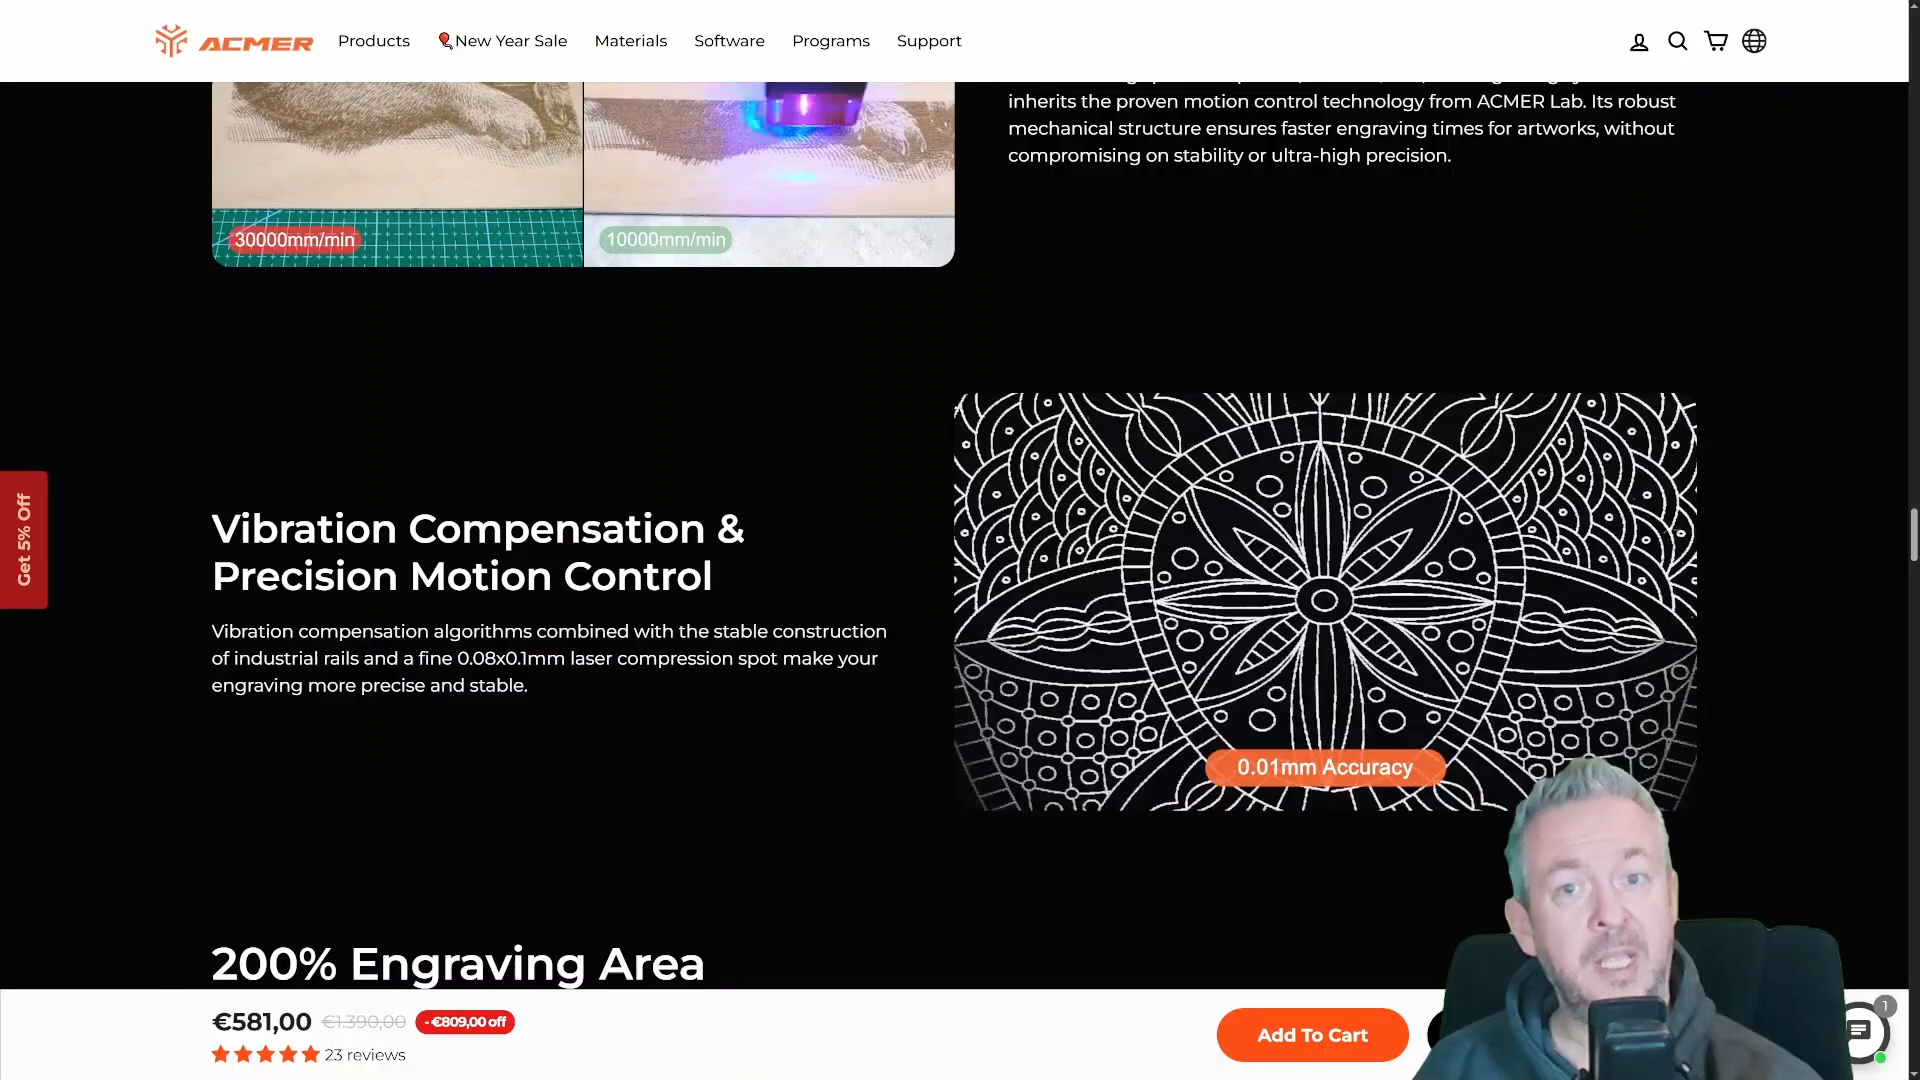 ACMER
Products
New Year Sale
Materials
Software
Programs
Support
inherits the proven motion control technology from ACMER Lab. Its robust
mechanical structure ensures faster engraving times for artworks, without
compromising on stability or ultra-high precision.
30000mm/min
10000mm/min
Get 5% Off
Vibration Compensation &
Precision Motion Control
Vibration compensation algorithms combined with the stable construction
of industrial rails and a fine 0.08x0.1mm laser compression spot make your
engraving more precise and stable.
0.01mm Accuracy
200% Engraving Area
€581,00 €1.390,00 - €809,00 off
23 reviews
Add To Cart
1